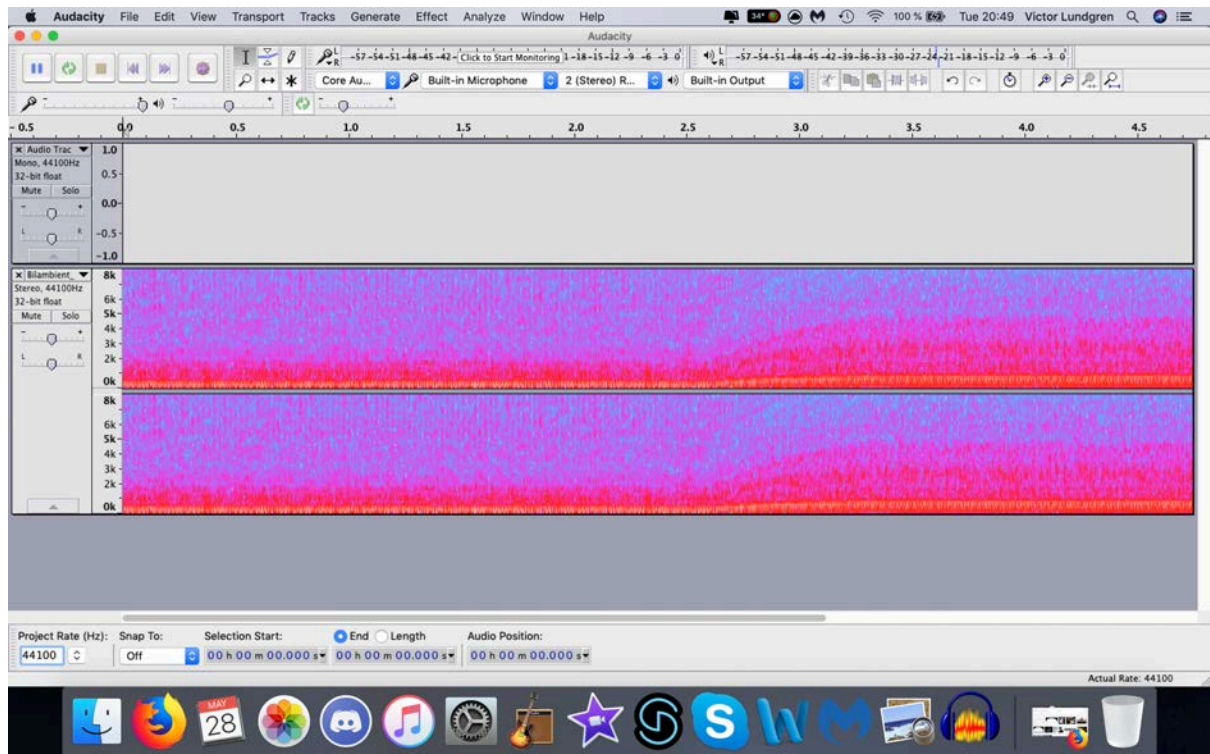 Audacity File Edit View Transport Tracks Generate Effect Analyze Window Help 34° 100 % Tue 20:49 Victor Lundgren
Audacity
L R -57 -54 -51 -48 -45 -42 - Click to Start Monitoring 1 -18 -15 -12 -9 -6 -3 0 L R -57 -54 -51 -48 -45 -42 -39 -36 -33 -30 -27 -24 -21 -18 -15 -12 -9 -6 -3 0
Core Au... Built-in Microphone 2 (Stereo) R... Built-in Output
- 0.5 0.0 0.5 1.0 1.5 2.0 2.5 3.0 3.5 4.0 4.5
x Audio Trac 1.0
Mono, 44100Hz
32-bit float 0.5
Mute Solo
- + 0.0
L R -0.5
-1.0
x Bilambient_ 8k
Stereo, 44100Hz
32-bit float 6k
Mute Solo 5k
- + 4k
3k
L R 2k
0k
8k
6k
5k
4k
3k
2k
0k
Project Rate (Hz): Snap To: Selection Start: End Length Audio Position:
44100 Off 00 h 00 m 00.000 s 00 h 00 m 00.000 s 00 h 00 m 00.000 s
Actual Rate: 44100
MAY
28